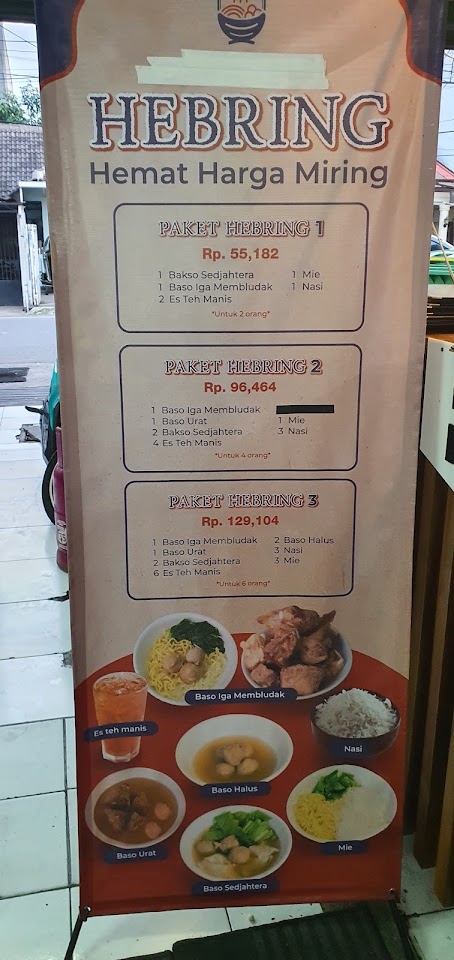 HEBRING
Hemat Harga Miring
PAKET HEBRING 1
Rp. 55,182
1 Bakso Sedjahtera 1 Mie
1 Baso Iga Membludak 1 Nasi
2 Es Teh Manis
*Untuk 2 orang*
PAKET HEBRING 2
Rp. 96,464
1 Baso Iga Membludak
1 Baso Urat 1 Mie
2 Bakso Sedjahtera 3 Nasi
4 Es Teh Manis
*Untuk 4 orang*
PAKET HEBRING 3
Rp. 129,104
1 Baso Iga Membludak 2 Baso Halus
1 Baso Urat 3 Nasi
2 Bakso Sedjahtera 3 Mie
6 Es Teh Manis
*Untuk 6 orang*
Baso Iga Membludak
Es teh manis
Nasi
Baso Halus
Baso Urat
Mie
Baso Sedjahtera